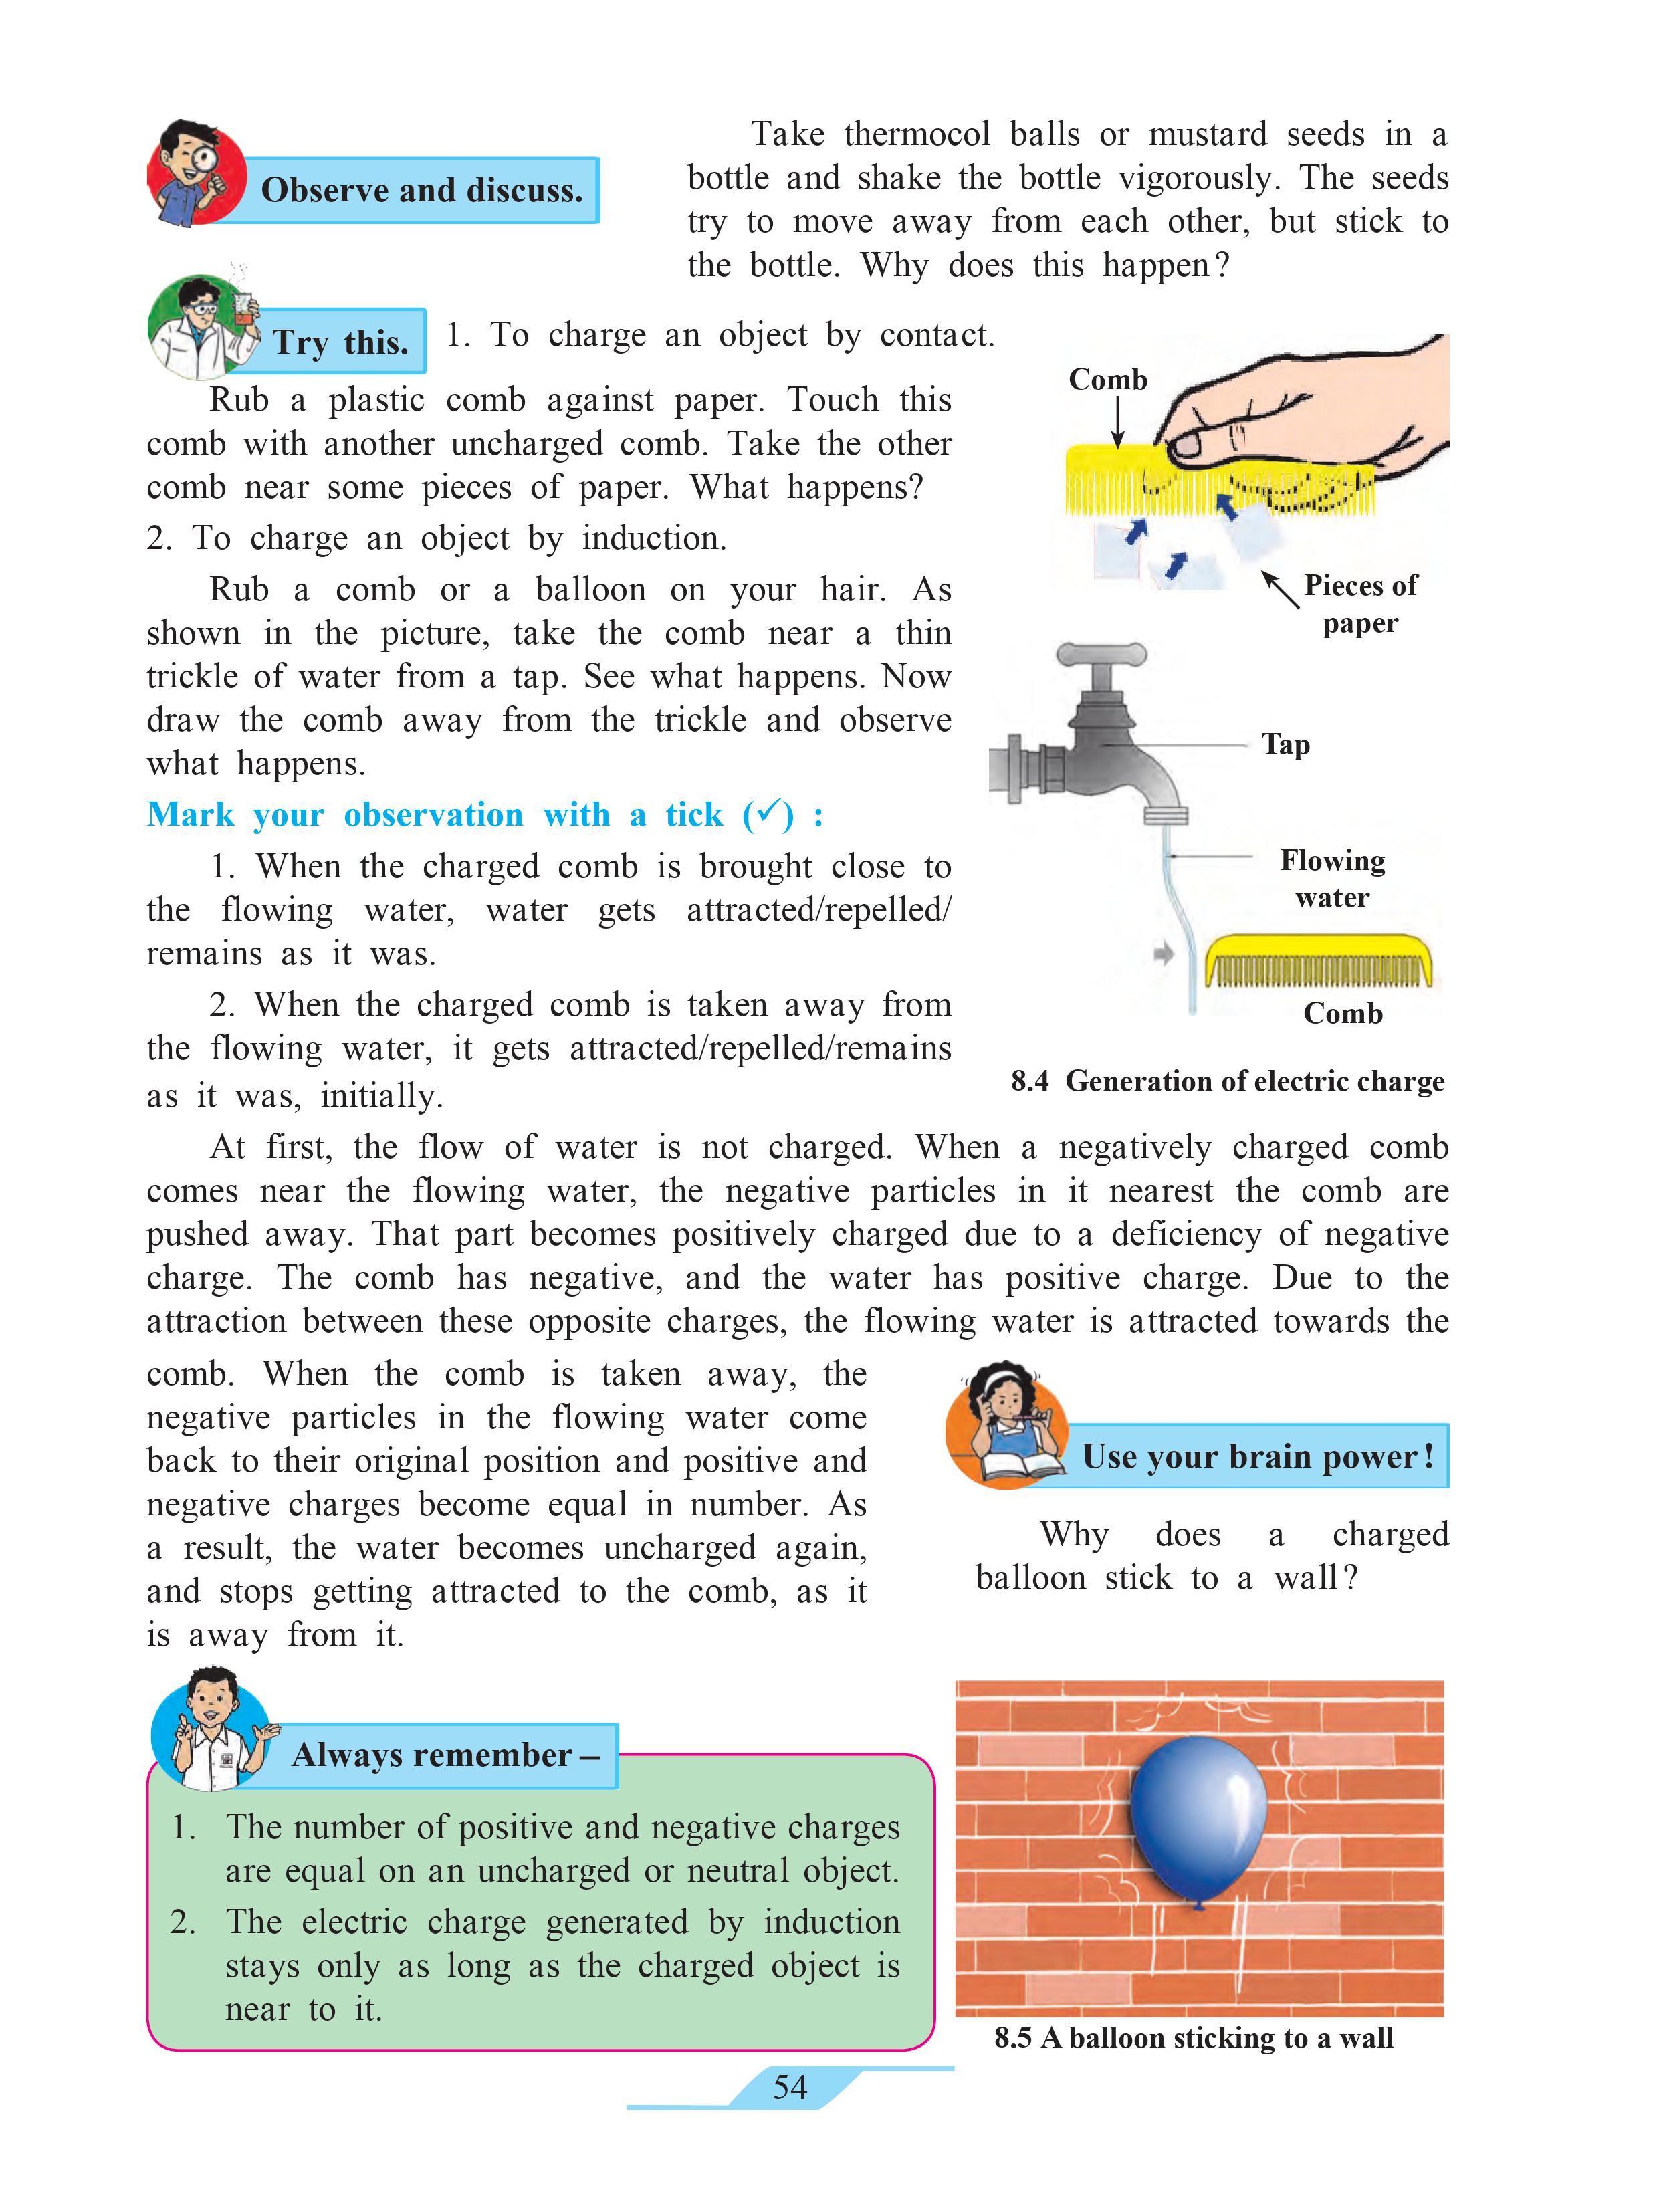 Observe and discuss.
Take thermocol balls or mustard seeds in a
bottle and shake the bottle vigorously. The seeds
try to move away from each other, but stick to
the bottle. Why does this happen?
Try this.
1. To charge an object by contact.
Rub a plastic comb against paper. Touch this
comb with another uncharged comb. Take the other
comb near some pieces of paper. What happens?
2. To charge an object by induction.
Rub a comb or a balloon on your hair. As
shown in the picture, take the comb near a thin
trickle of water from a tap. See what happens. Now
draw the comb away from the trickle and observe
what happens.
Mark your observation with a tick (✓) :
1. When the charged comb is brought close to
the flowing water, water gets attracted/repelled/
remains as it was.
2. When the charged comb is taken away from
the flowing water, it gets attracted/repelled/remains
as it was, initially.
Comb
Pieces of
paper
Tap
Flowing
water
Comb
8.4 Generation of electric charge
At first, the flow of water is not charged. When a negatively charged comb
comes near the flowing water, the negative particles in it nearest the comb are
pushed away. That part becomes positively charged due to a deficiency of negative
charge. The comb has negative, and the water has positive charge. Due to the
attraction between these opposite charges, the flowing water is attracted towards the
comb. When the comb is taken away, the
negative particles in the flowing water come
back to their original position and positive and
negative charges become equal in number. As
a result, the water becomes uncharged again,
and stops getting attracted to the comb, as it
is away from it.
Use your brain power!
Why does a charged
balloon stick to a wall?
Always remember –
1. The number of positive and negative charges
are equal on an uncharged or neutral object.
2. The electric charge generated by induction
stays only as long as the charged object is
near to it.
8.5 A balloon sticking to a wall
54